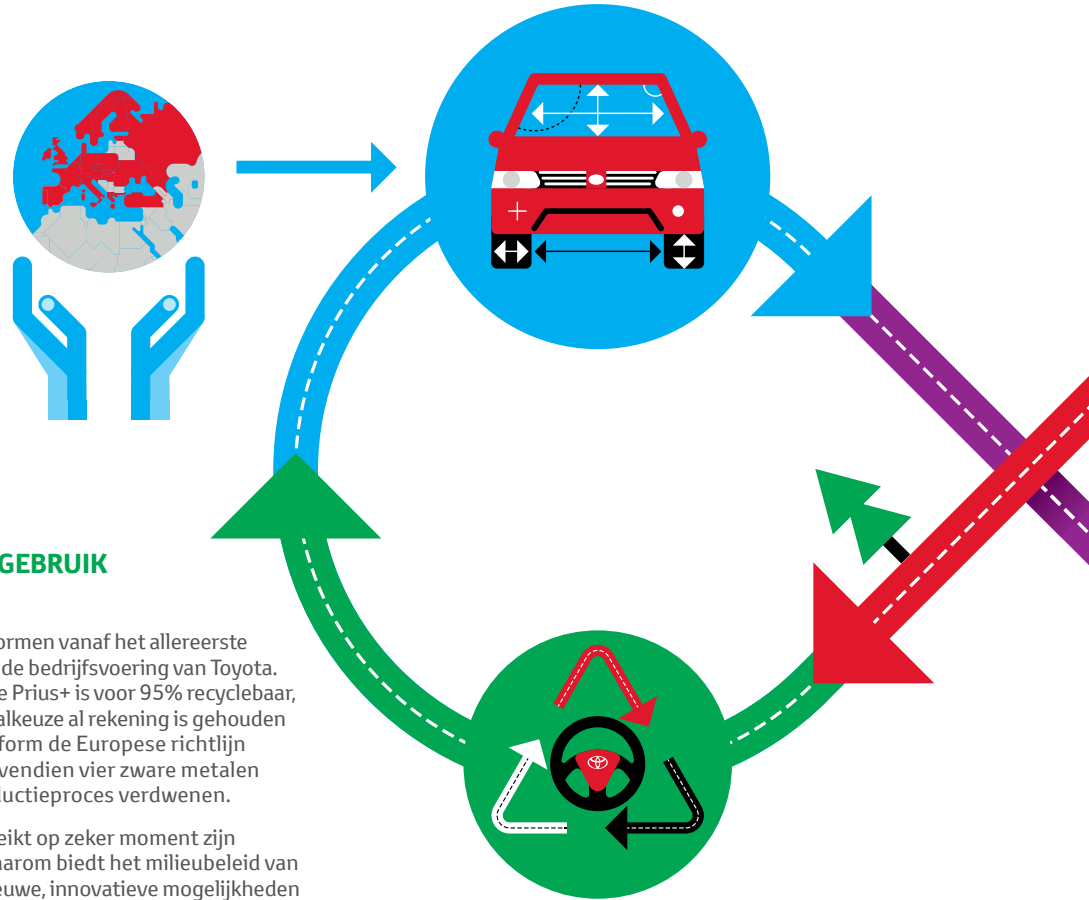 GEBRUIK
ormen vanaf het allereerste
de bedrijfsvoering van Toyota.
e Prius+ is voor 95% recyclebaar,
alkeuze al rekening is gehouden
form de Europese richtlijn
vendien vier zware metalen
ductieproces verdwenen.
eikt op zeker moment zijn
aarom biedt het milieubeleid van
euwe, innovatieve mogelijkheden